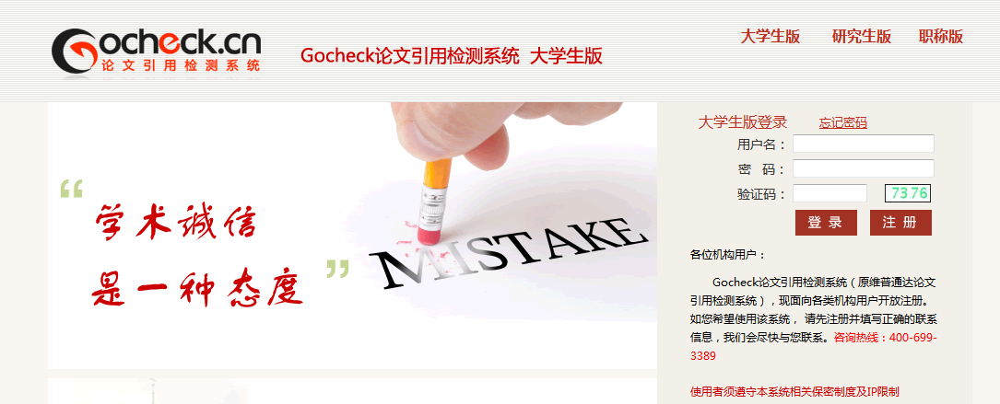 Gocheck.cn
论文引用检测系统
Gocheck论文引用检测系统 大学生版
大学生版 研究生版 职称版
“学术诚信
是一种态度”
MISTAKE
大学生版登录 忘记密码
用户名：
密 码：
验证码： 7376
登 录 注 册
各位机构用户：
Gocheck论文引用检测系统（原维普通达论文
引用检测系统），现面向各类机构用户开放注册。
如您希望使用该系统， 请先注册并填写正确的联系
信息，我们会尽快与您联系。咨询热线：400-699-
3389
使用者须遵守本系统相关保密制度及IP限制